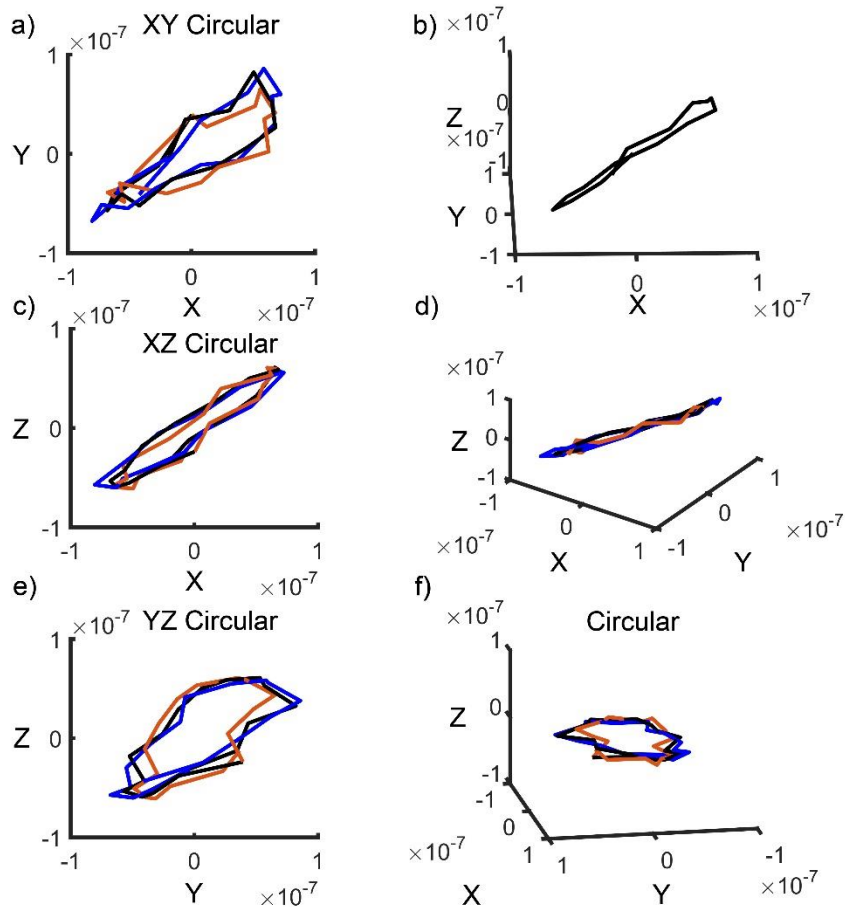 a) XY Circular
×10⁻⁷
1
Y 0
-1
-1 0 1
X ×10⁻⁷
b)
×10⁻⁷
1
0
Z
×10⁻⁷
-1
1
Y 0
-1
-1 0 1
X ×10⁻⁷
c)
×10⁻⁷
1 XZ Circular
Z 0
-1
-1 0 1
X ×10⁻⁷
d)
×10⁻⁷
1
Z 0
-1
-1 0 1
×10⁻⁷ X
-1 0 1
Y ×10⁻⁷
e)
×10⁻⁷ YZ Circular
1
Z 0
-1
-1 0 1
Y ×10⁻⁷
f)
×10⁻⁷ Circular
1
Z 0
-1
-1 0 1
×10⁻⁷ X
1 0 -1
Y ×10⁻⁷